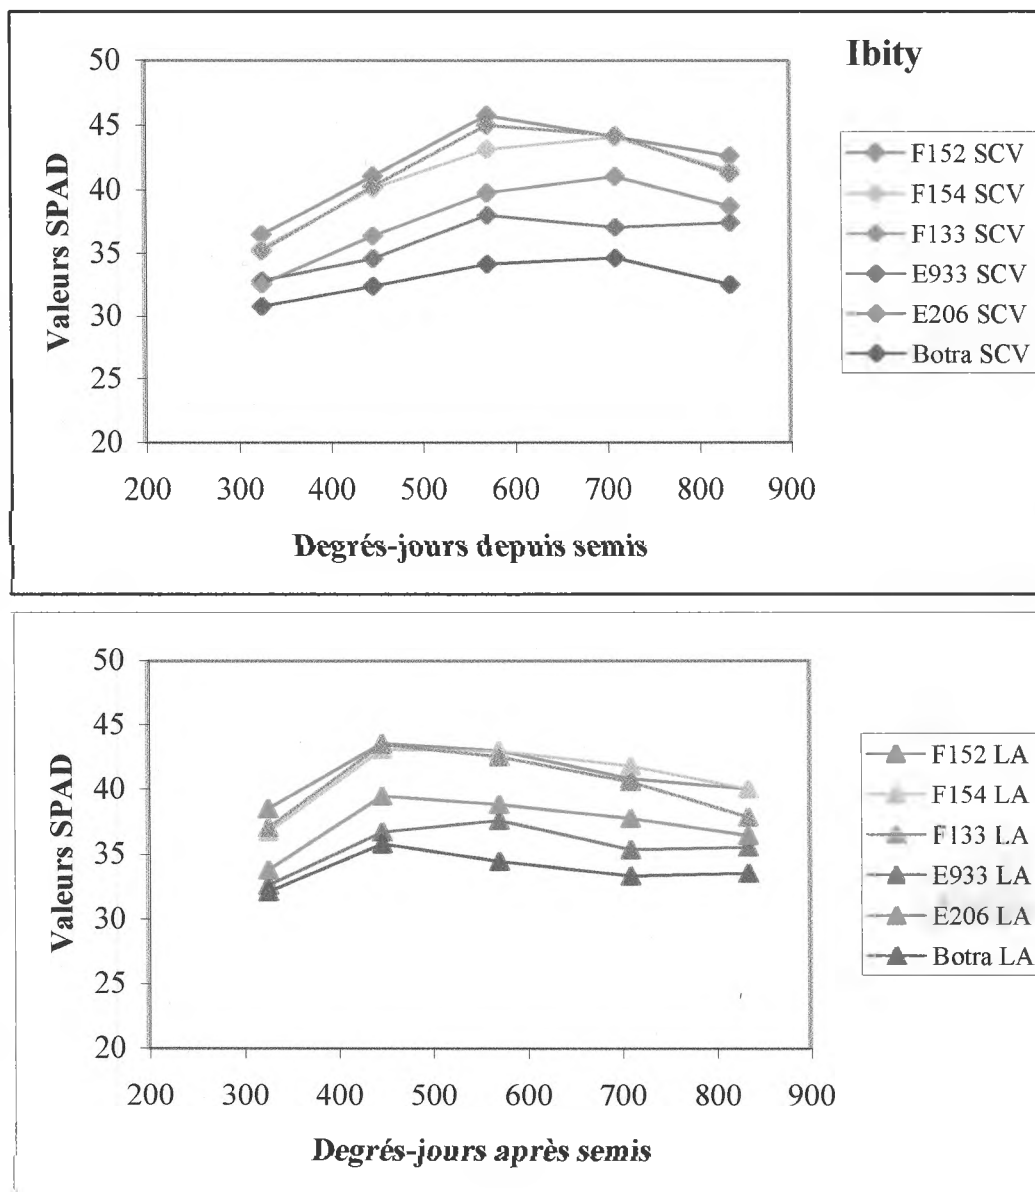 Ibity
50
45
40
35
30
25
20
Valeurs SPAD
200 300 400 500 600 700 800 900
Degrés-jours depuis semis
F152 SCV
F154 SCV
F133 SCV
E933 SCV
E206 SCV
Botra SCV
50
45
40
35
30
25
20
Valeurs SPAD
200 300 400 500 600 700 800 900
Degrés-jours après semis
F152 LA
F154 LA
F133 LA
E933 LA
E206 LA
Botra LA